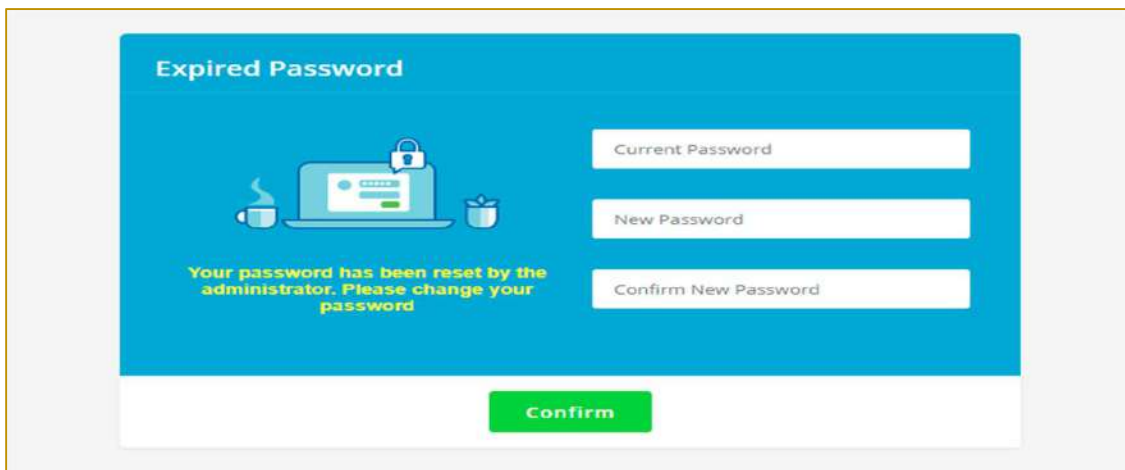 Expired Password
Your password has been reset by the
administrator. Please change your
password
Current Password
New Password
Confirm New Password
Confirm